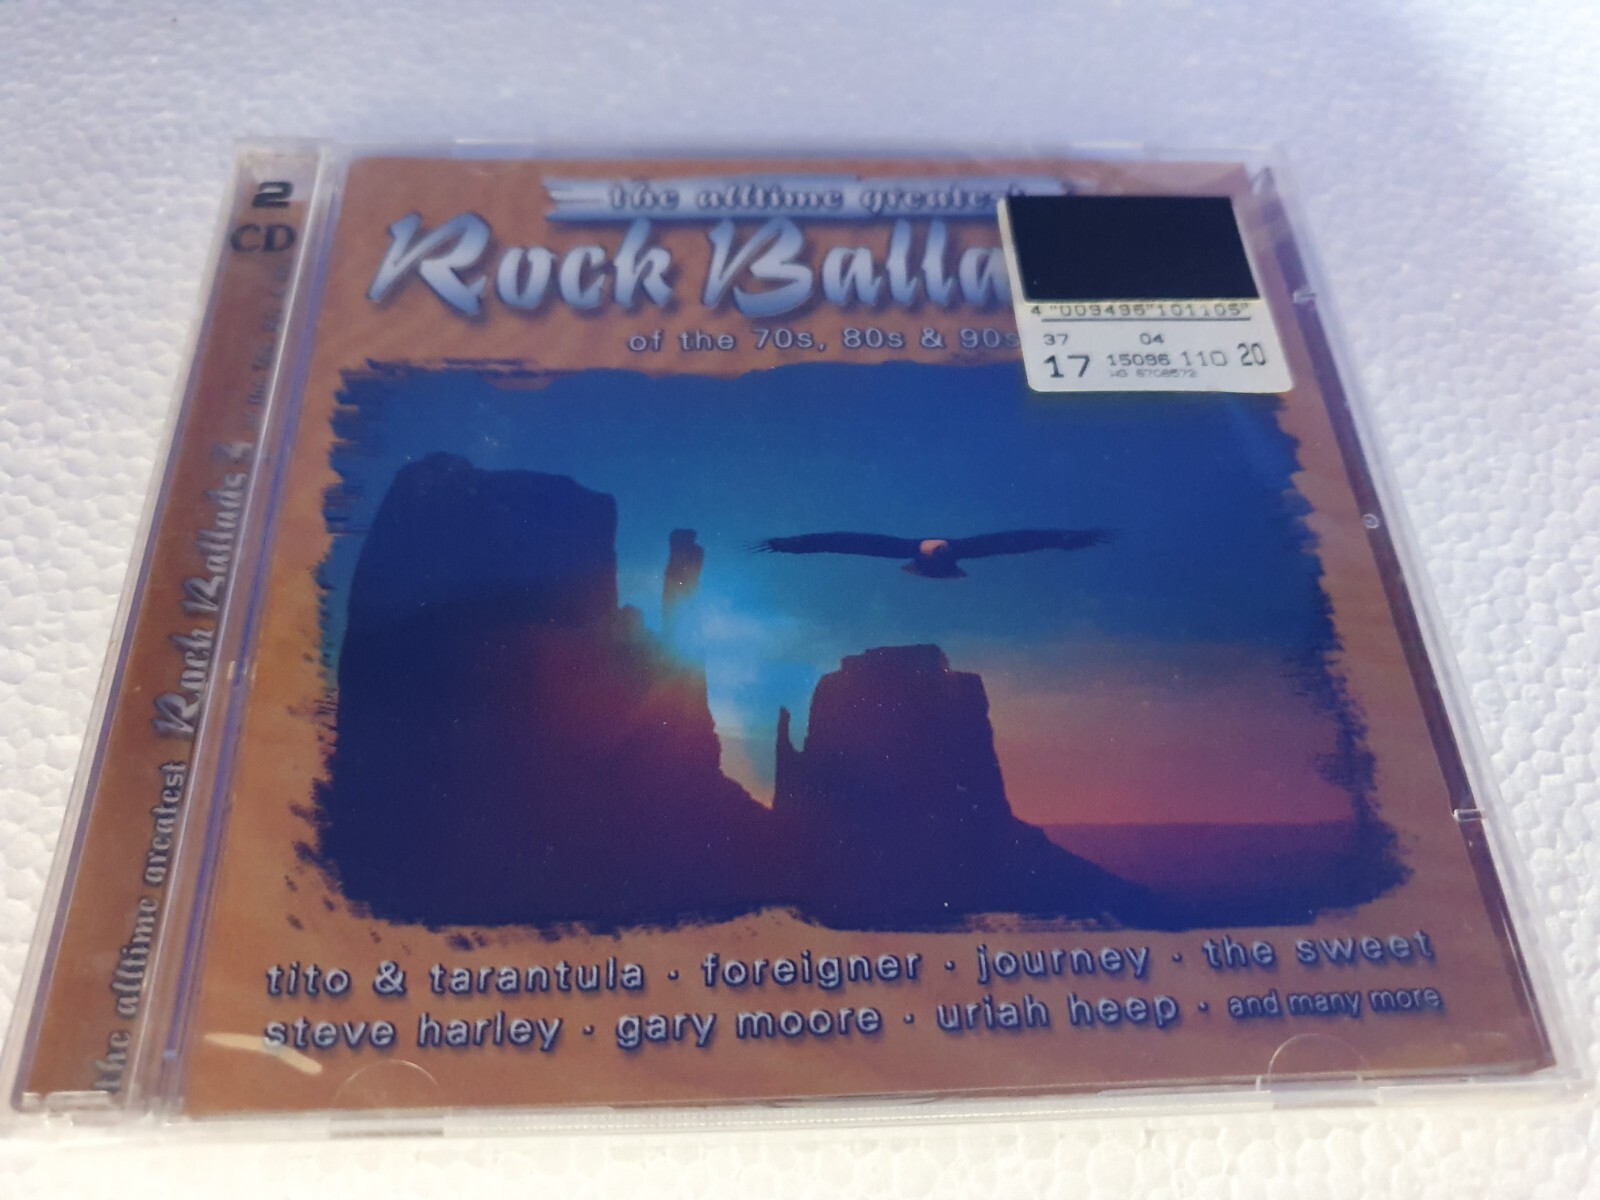 2
CD
the alltime greatest Rock Ballads
the alltime greatest
Rock Balla
of the 70s, 80s & 90s
4 "009496"101105"
37 04
17 15096 110 20
tito & tarantula · foreigner · journey · the sweet
steve harley · gary moore · uriah heep · and many more